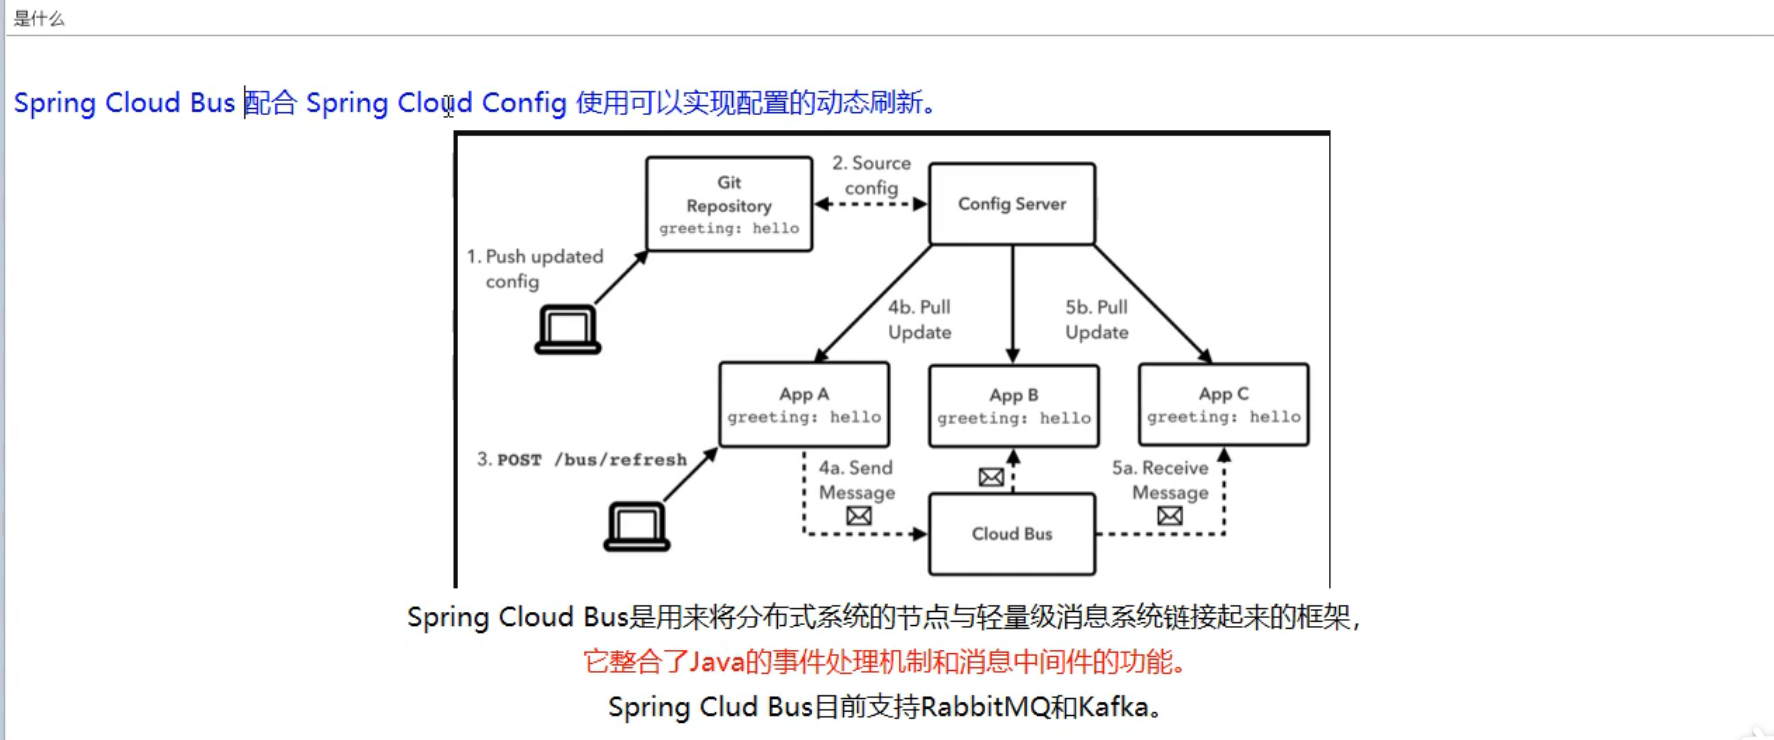 是什么
Spring Cloud Bus 配合 Spring Cloud Config 使用可以实现配置的动态刷新。
Git
Repository
greeting: hello
2. Source
config
Config Server
1. Push updated
config
4b. Pull
Update
5b. Pull
Update
App A
greeting: hello
App B
greeting: hello
App C
greeting: hello
3. POST /bus/refresh
4a. Send
Message
5a. Receive
Message
Cloud Bus
Spring Cloud Bus是用来将分布式系统的节点与轻量级消息系统链接起来的框架，
它整合了Java的事件处理机制和消息中间件的功能。
Spring Clud Bus目前支持RabbitMQ和Kafka。